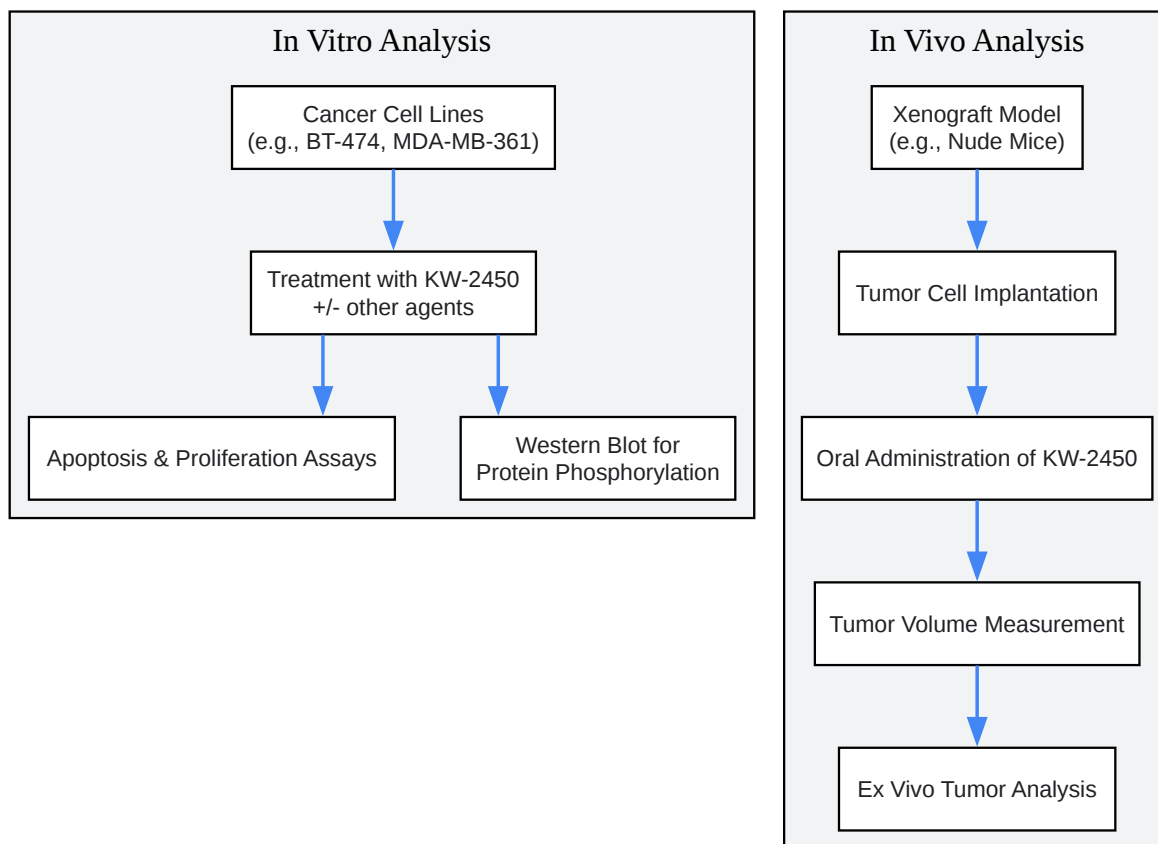 In Vitro Analysis
Cancer Cell Lines
(e.g., BT-474, MDA-MB-361)
Treatment with KW-2450
+/- other agents
Apoptosis & Proliferation Assays
Western Blot for
Protein Phosphorylation
In Vivo Analysis
Xenograft Model
(e.g., Nude Mice)
Tumor Cell Implantation
Oral Administration of KW-2450
Tumor Volume Measurement
Ex Vivo Tumor Analysis